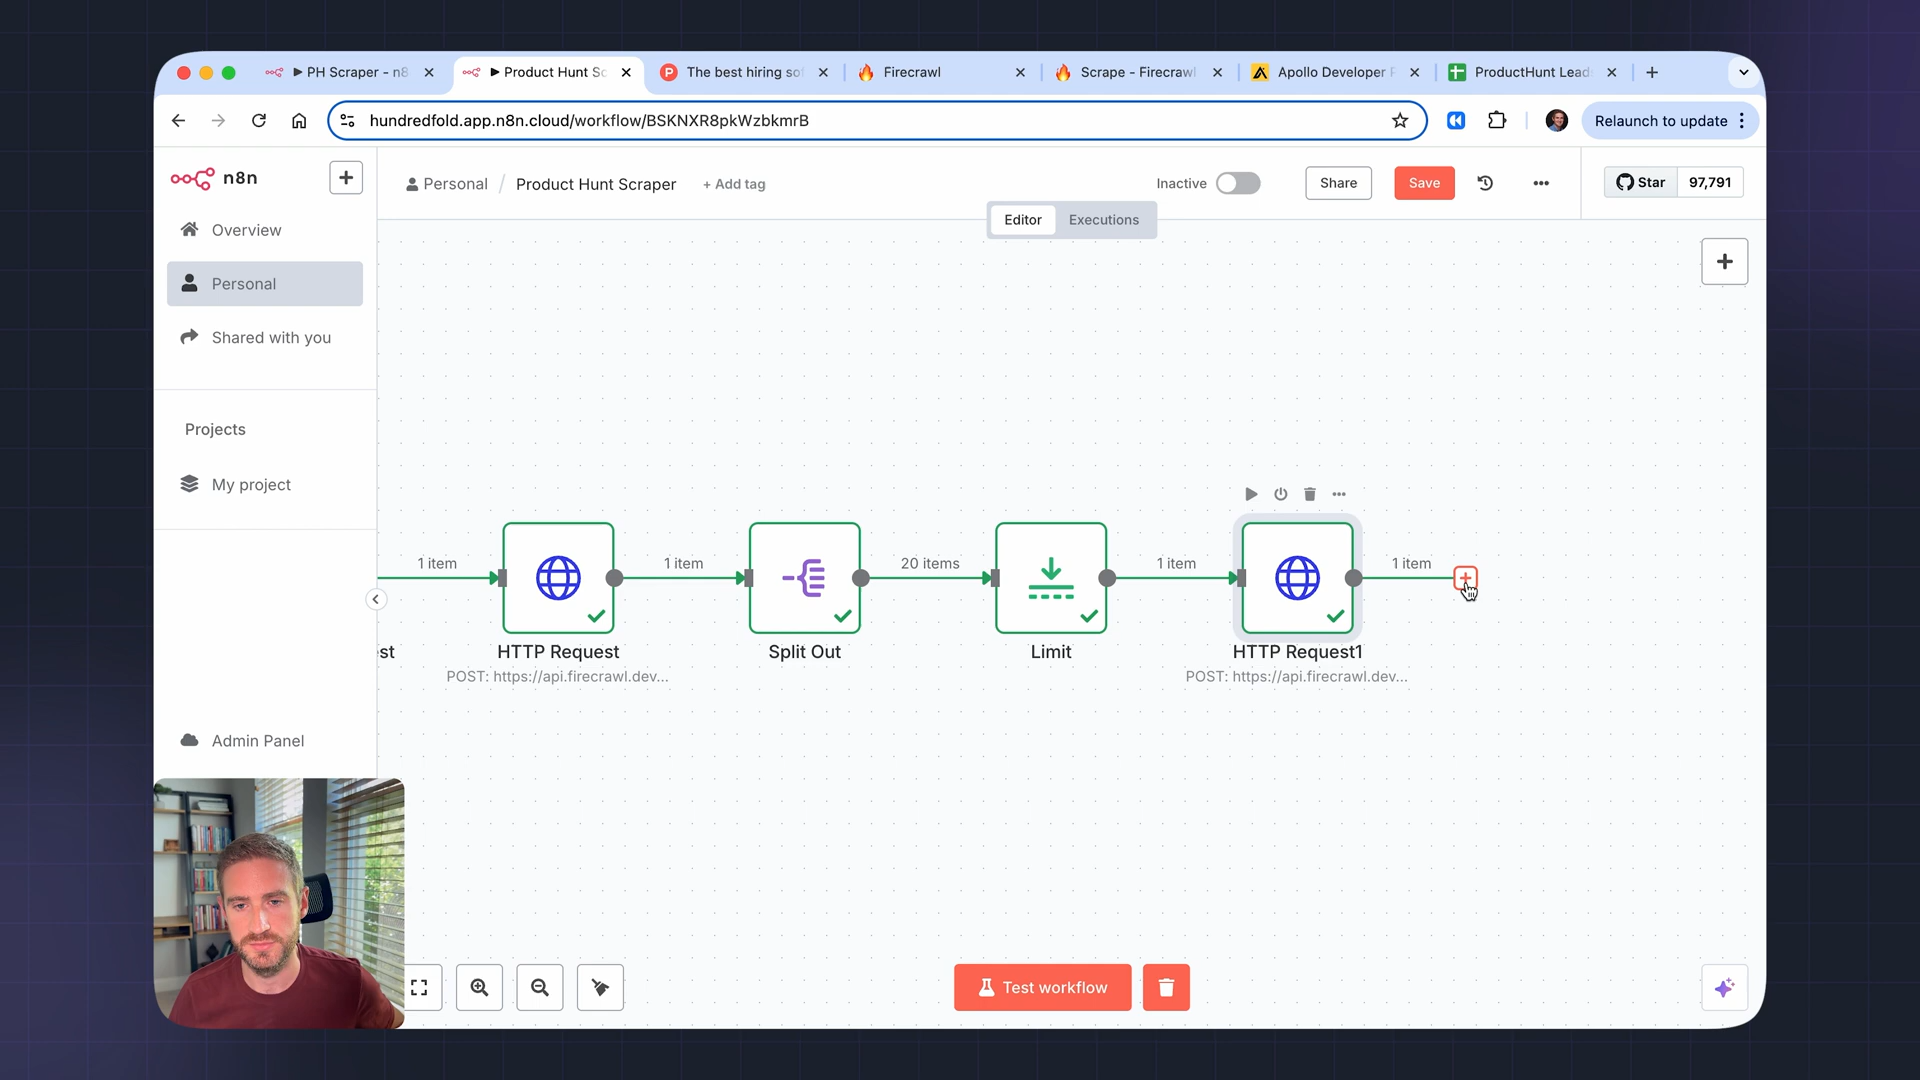 PH Scraper - n8
Product Hunt Sc
The best hiring so
Firecrawl
Scrape - Firecrawl
Apollo Developer P
ProductHunt Lead
hundredfold.app.n8n.cloud/workflow/BSKNXR8pkWzbkmrB
Relaunch to update
n8n
Personal / Product Hunt Scraper + Add tag
Inactive
Share
Save
Star 97,791
Editor Executions
Overview
Personal
Shared with you
Projects
My project
Admin Panel
1 item
1 item
20 items
1 item
1 item
st
HTTP Request
POST: https://api.firecrawl.dev...
Split Out
Limit
HTTP Request1
POST: https://api.firecrawl.dev...
Test workflow